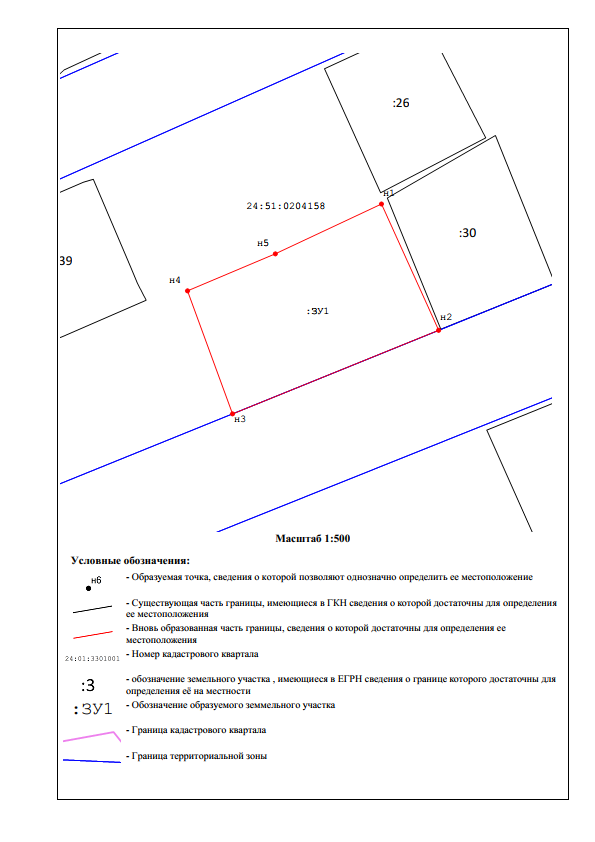 :26
н1
24:51:0204158
:30
н5
39
н4
:ЗУ1
н2
н3
Масштаб 1:500
Условные обозначения:
н6
- Образуемая точка, сведения о которой позволяют однозначно определить ее местоположение
- Существующая часть границы, имеющиеся в ГКН сведения о которой достаточны для определения
ее местоположения
- Вновь образованная часть границы, сведения о которой достаточны для определения ее
местоположения
24:01:3301001
- Номер кадастрового квартала
:3
- обозначение земельного участка , имеющиеся в ЕГРН сведения о границе которого достаточны для
определения её на местности
:ЗУ1
- Обозначение образуемого земмельного участка
- Граница кадастрового квартала
- Граница территориальной зоны